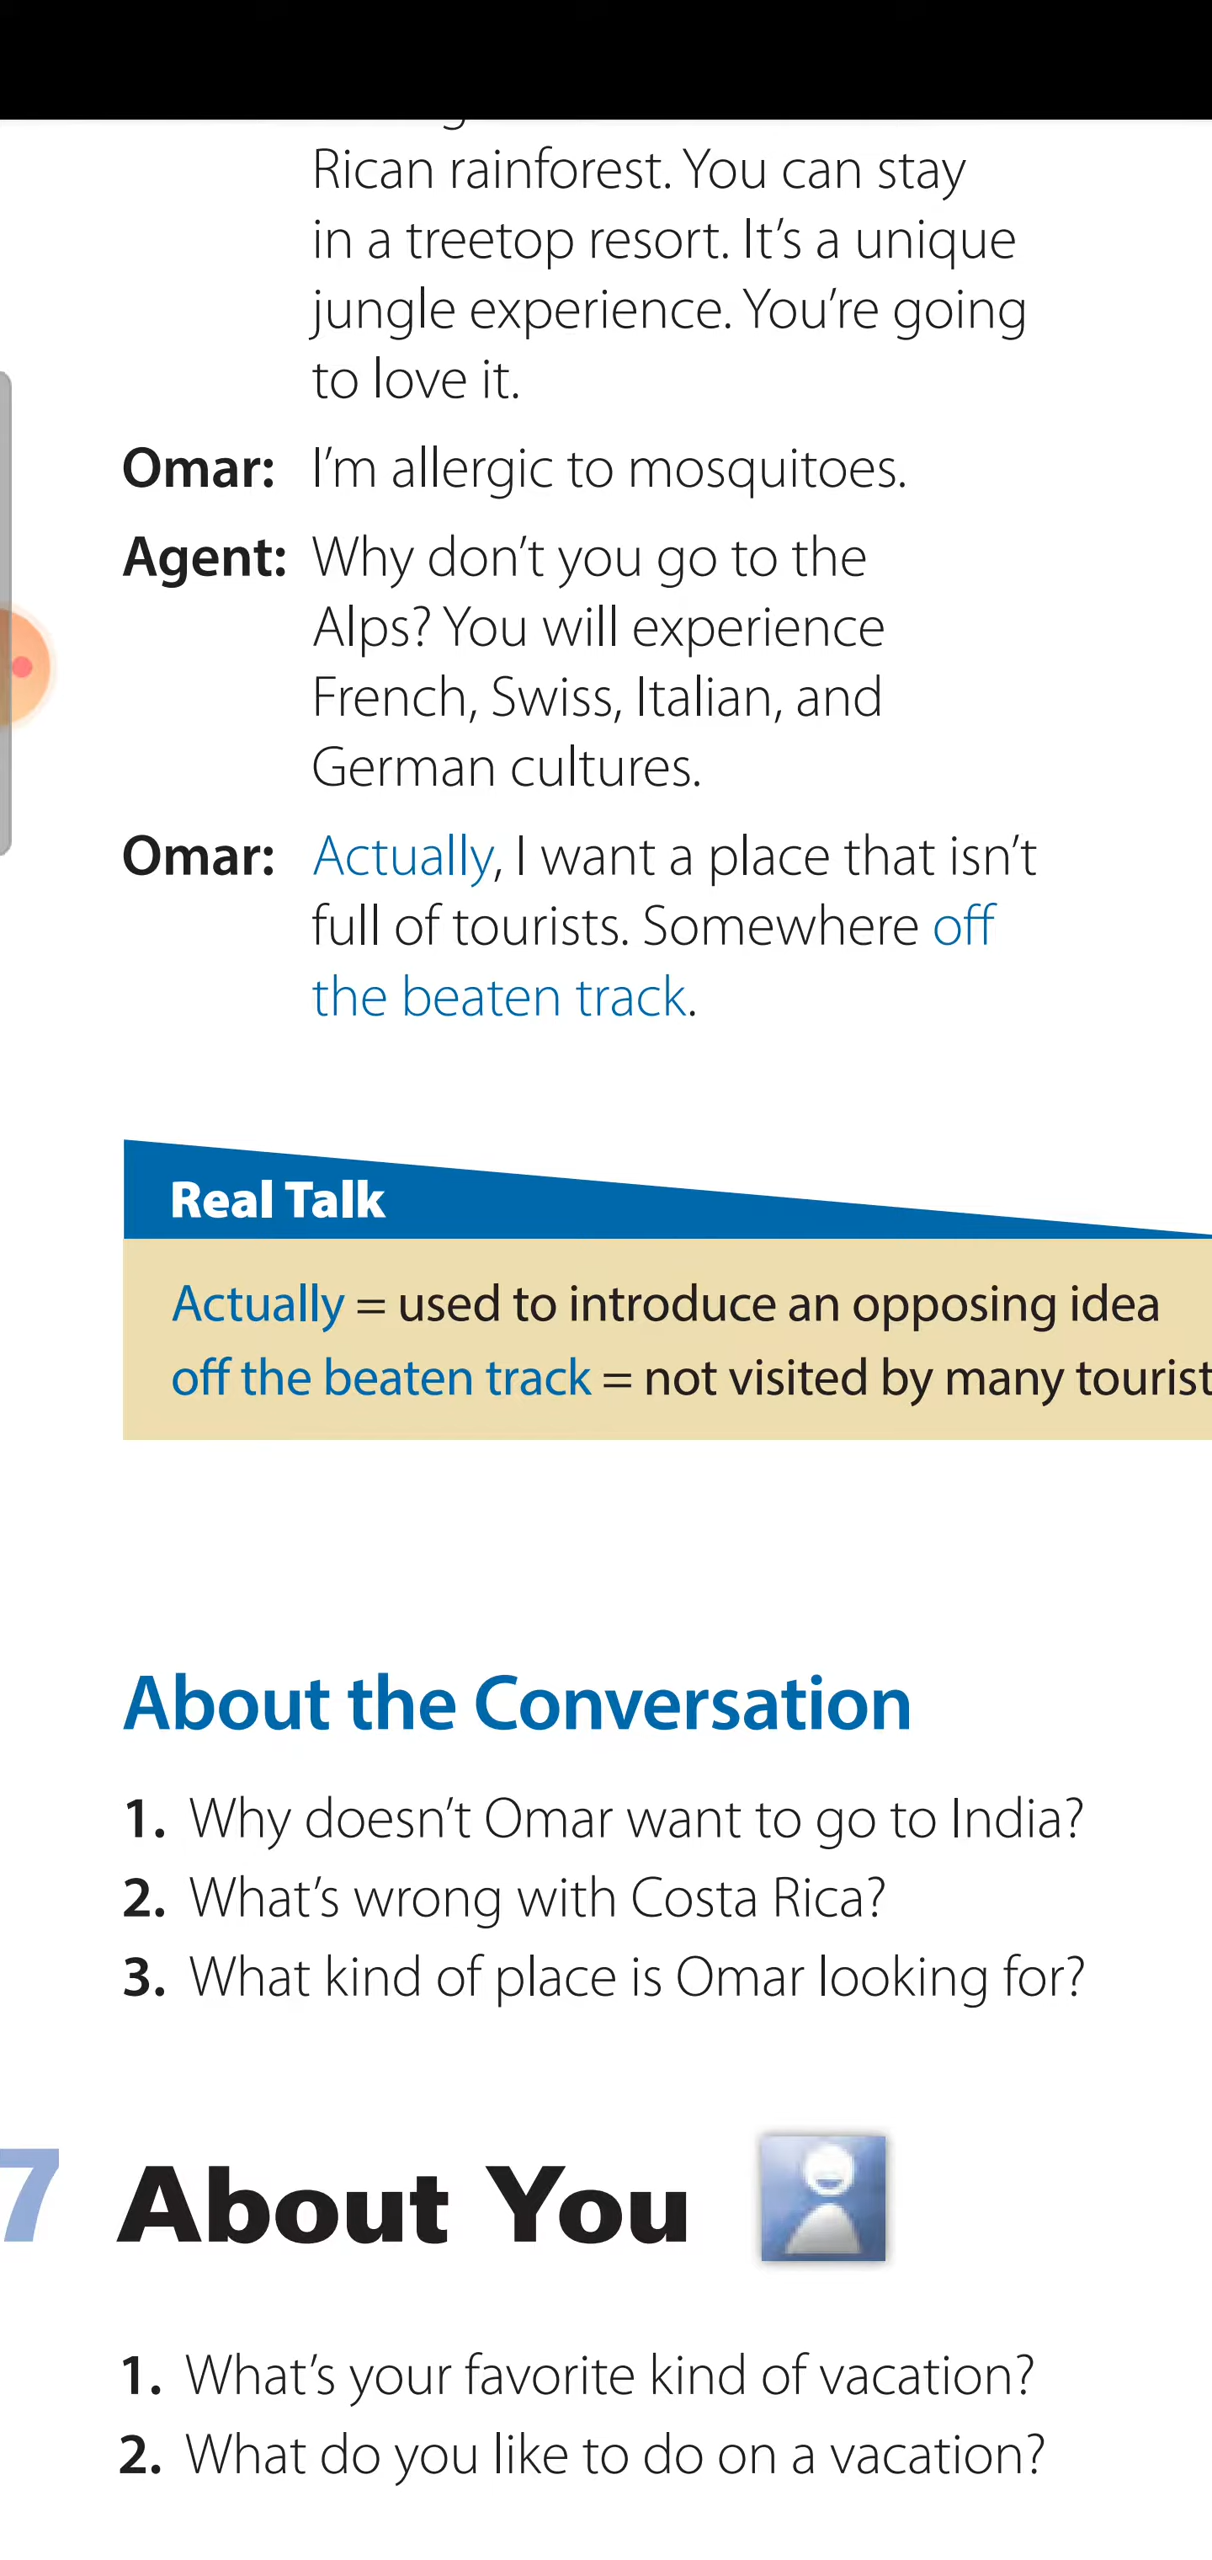 Rican rainforest. You can stay
in a treetop resort. It's a unique
jungle experience. You're going
to love it.
Omar: I'm allergic to mosquitoes.
Agent: Why don't you go to the
Alps? You will experience
French, Swiss, Italian, and
German cultures.
Omar: Actually, I want a place that isn't
full of tourists. Somewhere off
the beaten track.
Real Talk
Actually = used to introduce an opposing idea
off the beaten track = not visited by many tourist
About the Conversation
1. Why doesn't Omar want to go to India?
2. What's wrong with Costa Rica?
3. What kind of place is Omar looking for?
7 About You
1. What's your favorite kind of vacation?
2. What do you like to do on a vacation?